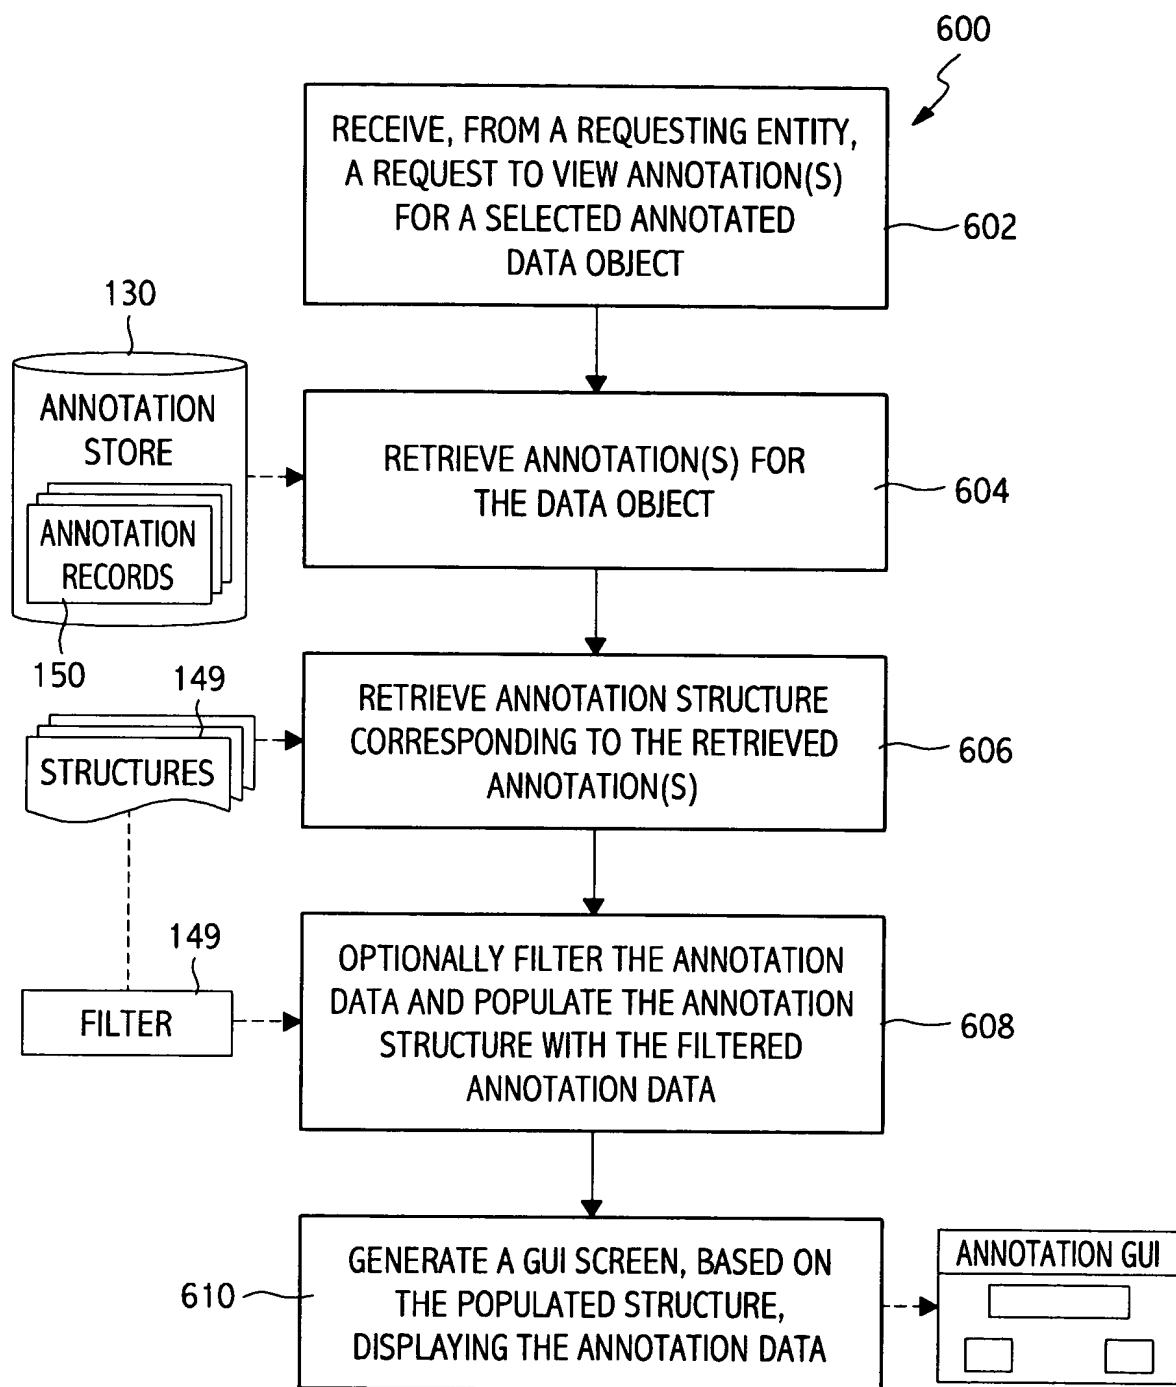 600
RECEIVE, FROM A REQUESTING ENTITY,
A REQUEST TO VIEW ANNOTATION(S)
FOR A SELECTED ANNOTATED
DATA OBJECT
602
130
ANNOTATION
STORE
ANNOTATION
RECORDS
150
RETRIEVE ANNOTATION(S) FOR
THE DATA OBJECT
604
149
STRUCTURES
RETRIEVE ANNOTATION STRUCTURE
CORRESPONDING TO THE RETRIEVED
ANNOTATION(S)
606
149
FILTER
OPTIONALLY FILTER THE ANNOTATION
DATA AND POPULATE THE ANNOTATION
STRUCTURE WITH THE FILTERED
ANNOTATION DATA
608
610
GENERATE A GUI SCREEN, BASED ON
THE POPULATED STRUCTURE,
DISPLAYING THE ANNOTATION DATA
ANNOTATION GUI